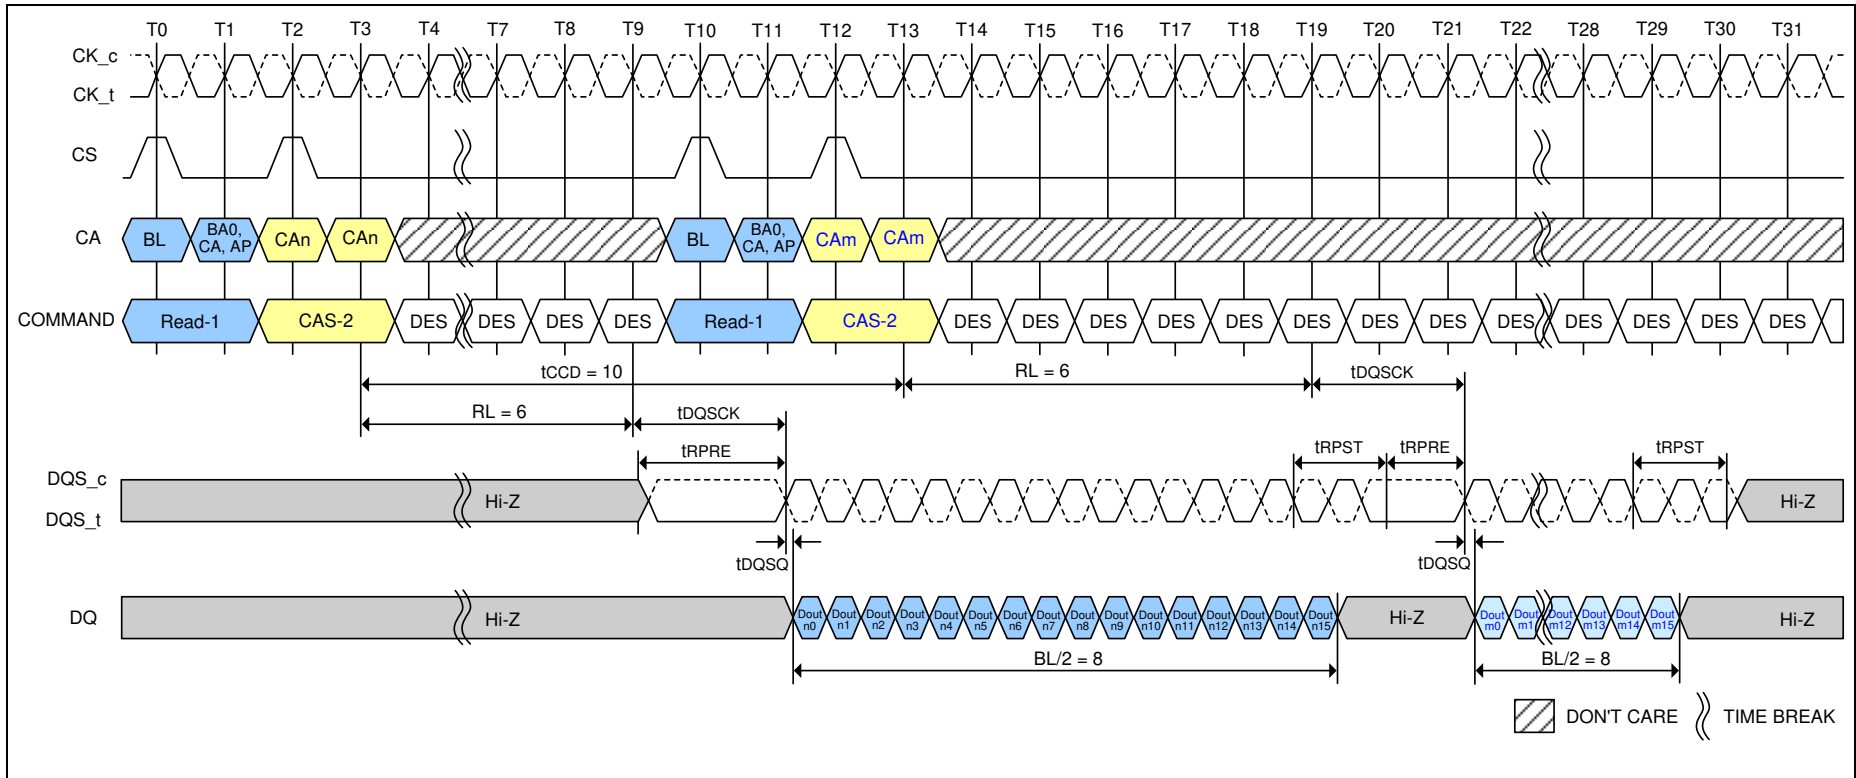 T0 T1 T2 T3 T4 T7 T8 T9 T10 T11 T12 T13 T14 T15 T16 T17 T18 T19 T20 T21 T22 T28 T29 T30 T31
CK_c
CK_t
CS
CA BL BA0, CA, AP CAn CAn BL BA0, CA, AP CAm CAm
COMMAND Read-1 CAS-2 DES DES DES DES Read-1 CAS-2 DES DES DES DES DES DES DES DES DES DES DES DES DES
tCCD = 10 RL = 6 tDQSCK
RL = 6 tDQSCK
tRPRE tRPST tRPRE tRPST
DQS_c
Hi-Z Hi-Z
DQS_t
tDQSQ tDQSQ
DQ Hi-Z Dout n0 Dout n1 Dout n2 Dout n3 Dout n4 Dout n5 Dout n6 Dout n7 Dout n8 Dout n9 Dout n10 Dout n11 Dout n12 Dout n13 Dout n14 Dout n15 Hi-Z Dout m0 Dout m1 Dout m12 Dout m13 Dout m14 Dout m15 Hi-Z
BL/2 = 8 BL/2 = 8
DON'T CARE TIME BREAK